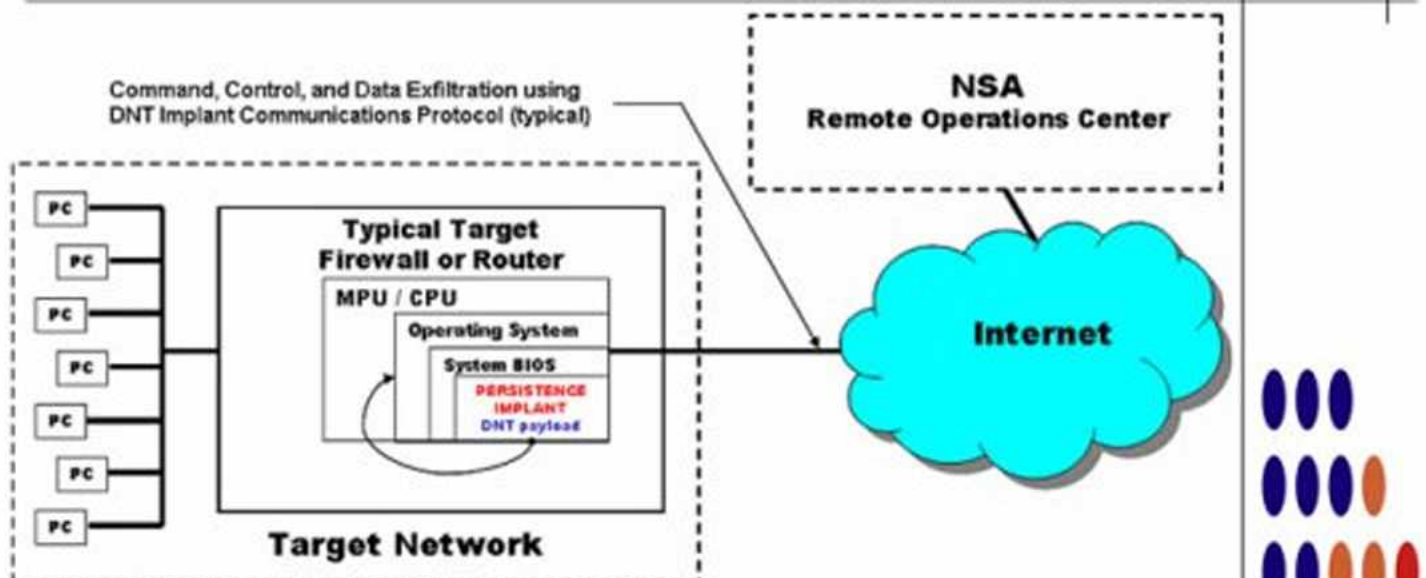 Command, Control, and Data Exfiltration using
DNT Implant Communications Protocol (typical)
NSA
Remote Operations Center
PC
PC
PC
PC
PC
PC
PC
Typical Target
Firewall or Router
MPU / CPU
Operating System
System BIOS
PERSISTENCE
IMPLANT
DNT payload
Internet
Target Network